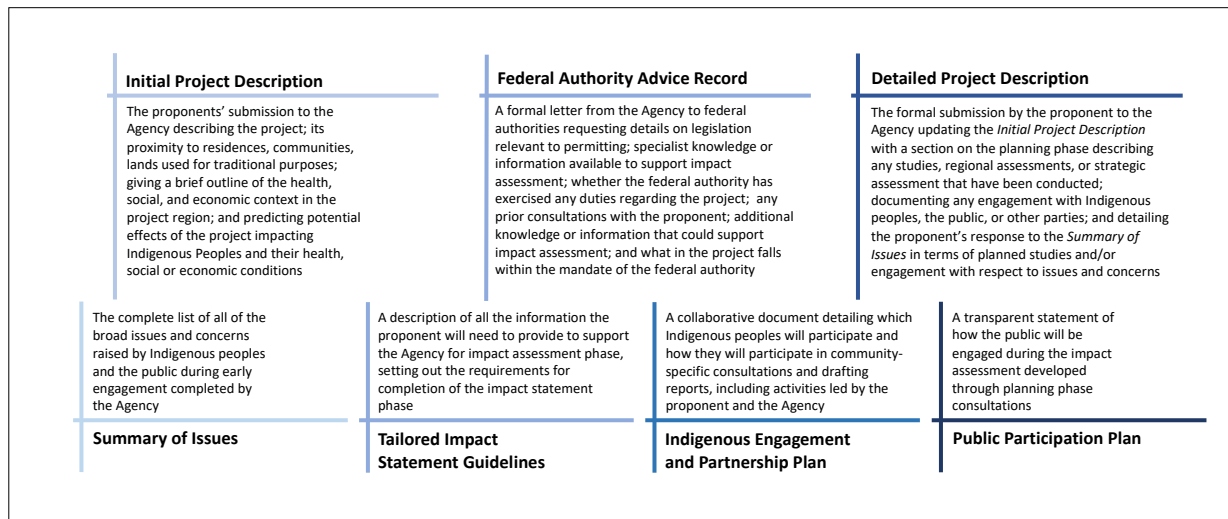 Initial Project Description
The proponents' submission to the
Agency describing the project; its
proximity to residences, communities,
lands used for traditional purposes;
giving a brief outline of the health,
social, and economic context in the
project region; and predicting potential
effects of the project impacting
Indigenous Peoples and their health,
social or economic conditions
Federal Authority Advice Record
A formal letter from the Agency to federal
authorities requesting details on legislation
relevant to permitting; specialist knowledge or
information available to support impact
assessment; whether the federal authority has
exercised any duties regarding the project; any
prior consultations with the proponent; additional
knowledge or information that could support
impact assessment; and what in the project falls
within the mandate of the federal authority
Detailed Project Description
The formal submission by the proponent to the
Agency updating the Initial Project Description
with a section on the planning phase describing
any studies, regional assessments, or strategic
assessment that have been conducted;
documenting any engagement with Indigenous
peoples, the public, or other parties; and detailing
the proponent's response to the Summary of
Issues in terms of planned studies and/or
engagement with respect to issues and concerns
The complete list of all of the
broad issues and concerns
raised by Indigenous peoples
and the public during early
engagement completed by
the Agency
Summary of Issues
A description of all the information the
proponent will need to provide to support
the Agency for impact assessment phase,
setting out the requirements for
completion of the impact statement
phase
Tailored Impact
Statement Guidelines
A collaborative document detailing which
Indigenous peoples will participate and
how they will participate in community-
specific consultations and drafting
reports, including activities led by the
proponent and the Agency
Indigenous Engagement
and Partnership Plan
A transparent statement of
how the public will be
engaged during the impact
assessment developed
through planning phase
consultations
Public Participation Plan